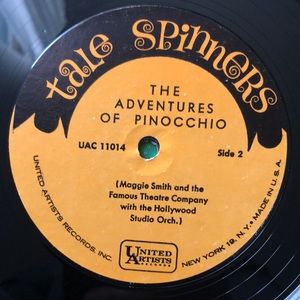 tale spinners
THE
ADVENTURES
OF PINOCCHIO
UAC 11014
Side 2
(Maggie Smith and the
Famous Theatre Company
with the Hollywood
Studio Orch.)
UNITED
ARTISTS
RECORDS
UNITED ARTISTS RECORDS, INC.
NEW YORK 19, N.Y. • MADE IN U.S.A.